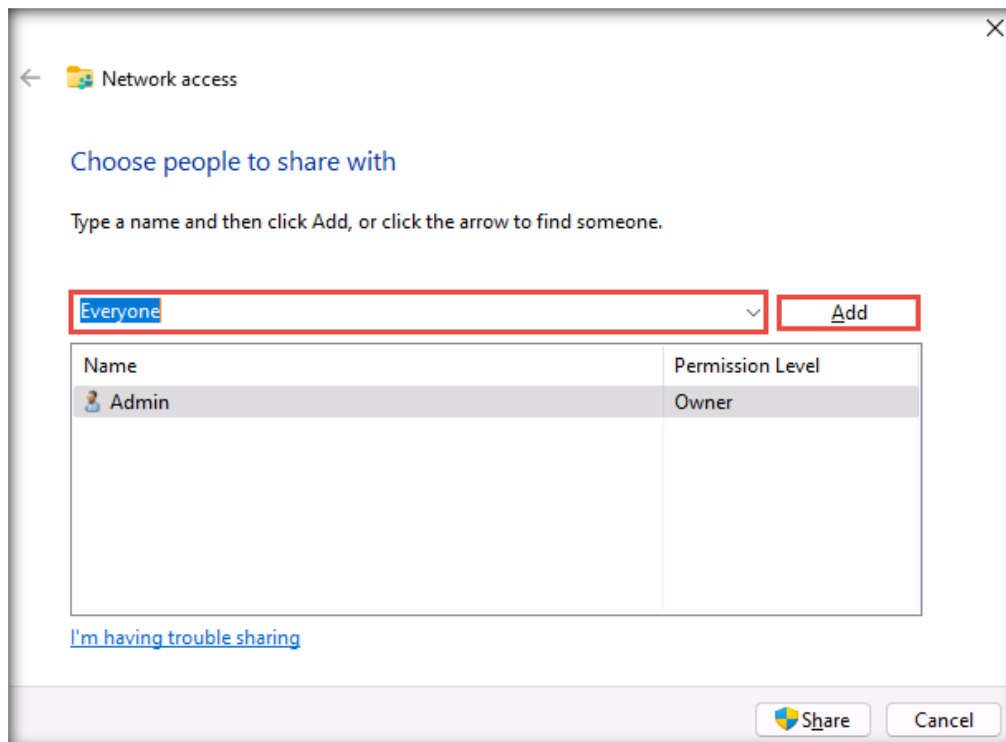 Network access
Choose people to share with
Type a name and then click Add, or click the arrow to find someone.
Everyone Add
Name Permission Level
Admin Owner
I'm having trouble sharing
Share Cancel